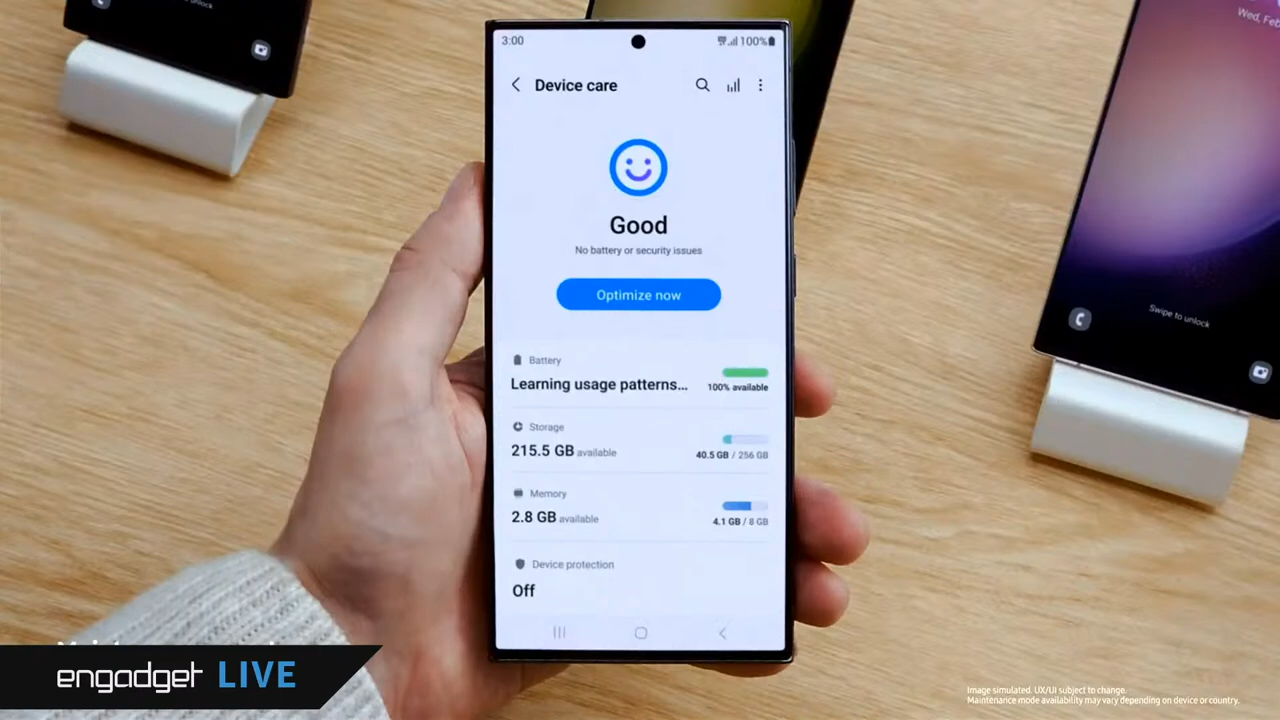 3:00
100%
Device care
Good
No battery or security issues
Optimize now
Battery
Learning usage patterns...
100% available
Storage
215.5 GB available
40.5 GB / 256 GB
Memory
2.8 GB available
4.1 GB / 8 GB
Device protection
Off
Wed, Feb
Swipe to unlock
engadget LIVE
Image simulated. UX/UI subject to change.
Maintenance mode availability may vary depending on device or country.